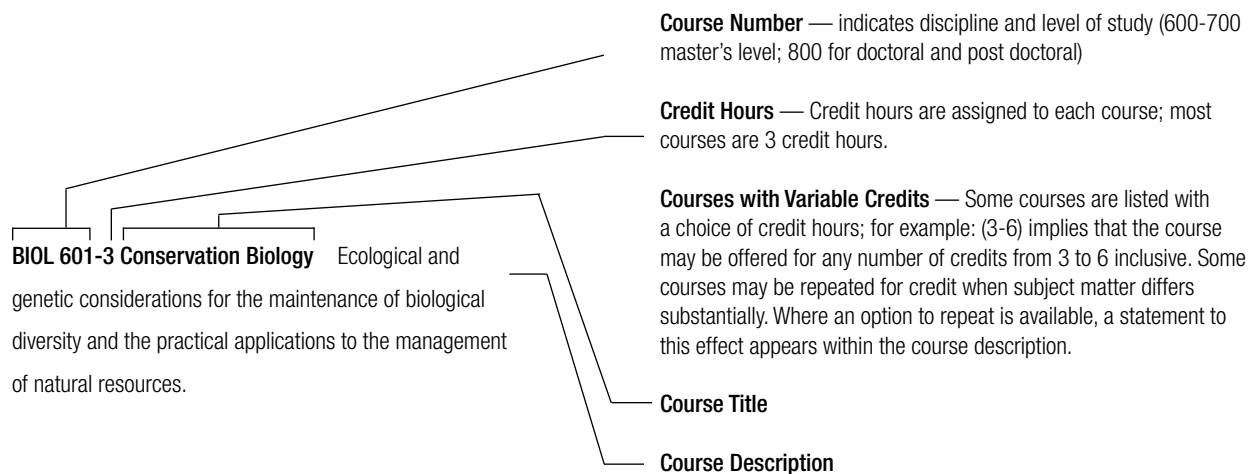 BIOL 601-3 Conservation Biology Ecological and
genetic considerations for the maintenance of biological
diversity and the practical applications to the management
of natural resources.
Course Number — indicates discipline and level of study (600-700
master’s level; 800 for doctoral and post doctoral)
Credit Hours — Credit hours are assigned to each course; most
courses are 3 credit hours.
Courses with Variable Credits — Some courses are listed with
a choice of credit hours; for example: (3-6) implies that the course
may be offered for any number of credits from 3 to 6 inclusive. Some
courses may be repeated for credit when subject matter differs
substantially. Where an option to repeat is available, a statement to
this effect appears within the course description.
Course Title
Course Description